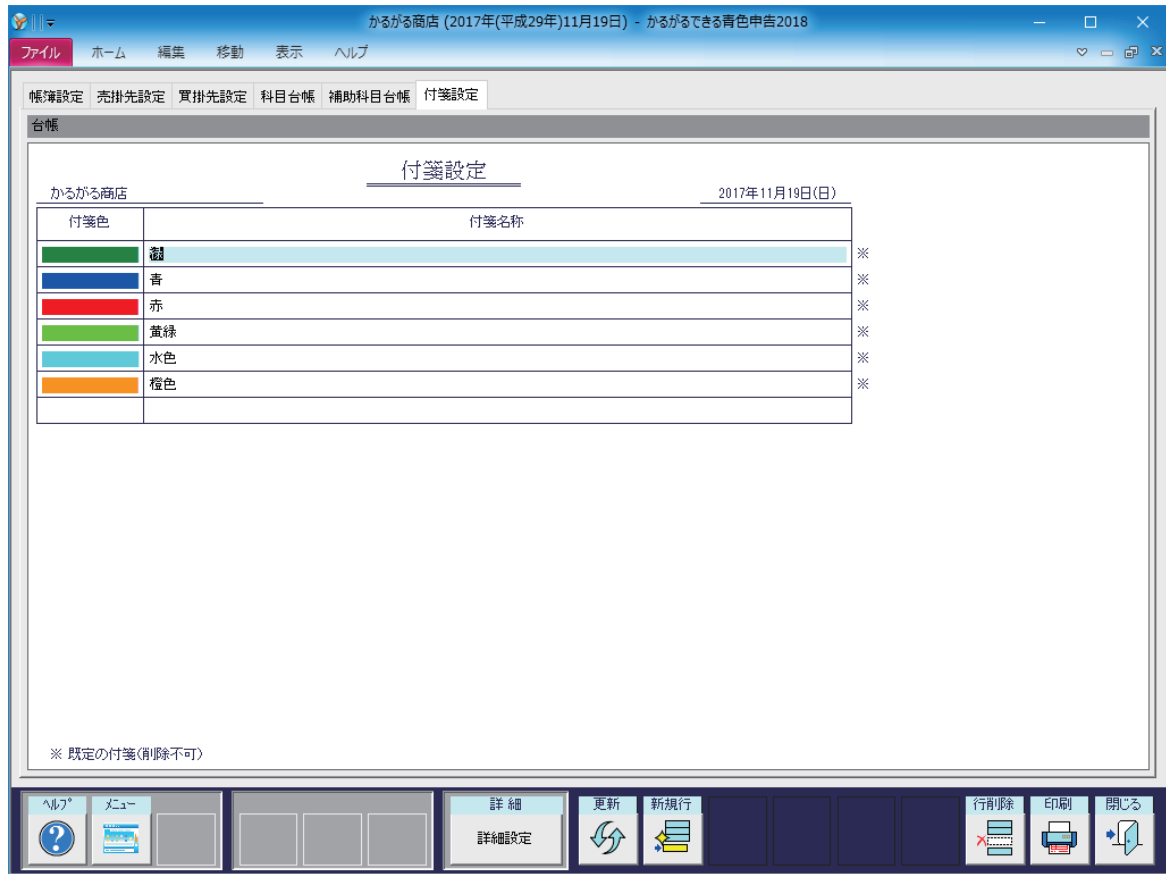 かるがる商店 (2017年(平成29年)11月19日) - かるがるできる青色申告2018
ファイル ホーム 編集 移動 表示 ヘルプ
帳簿設定 売掛先設定 買掛先設定 科目台帳 補助科目台帳 付箋設定
台帳
付箋設定
かるがる商店 2017年11月19日(日)
付箋色 付箋名称
※
青 ※
赤 ※
黄緑 ※
水色 ※
橙色 ※
※ 既定の付箋(削除不可)
ヘルプ メニュー 詳細 更新 新規行 行削除 印刷 閉じる
詳細設定